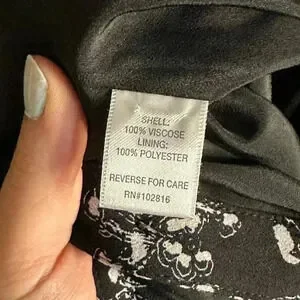 SHELL:
100% VISCOSE
LINING:
100% POLYESTER
REVERSE FOR CARE
RN#102816